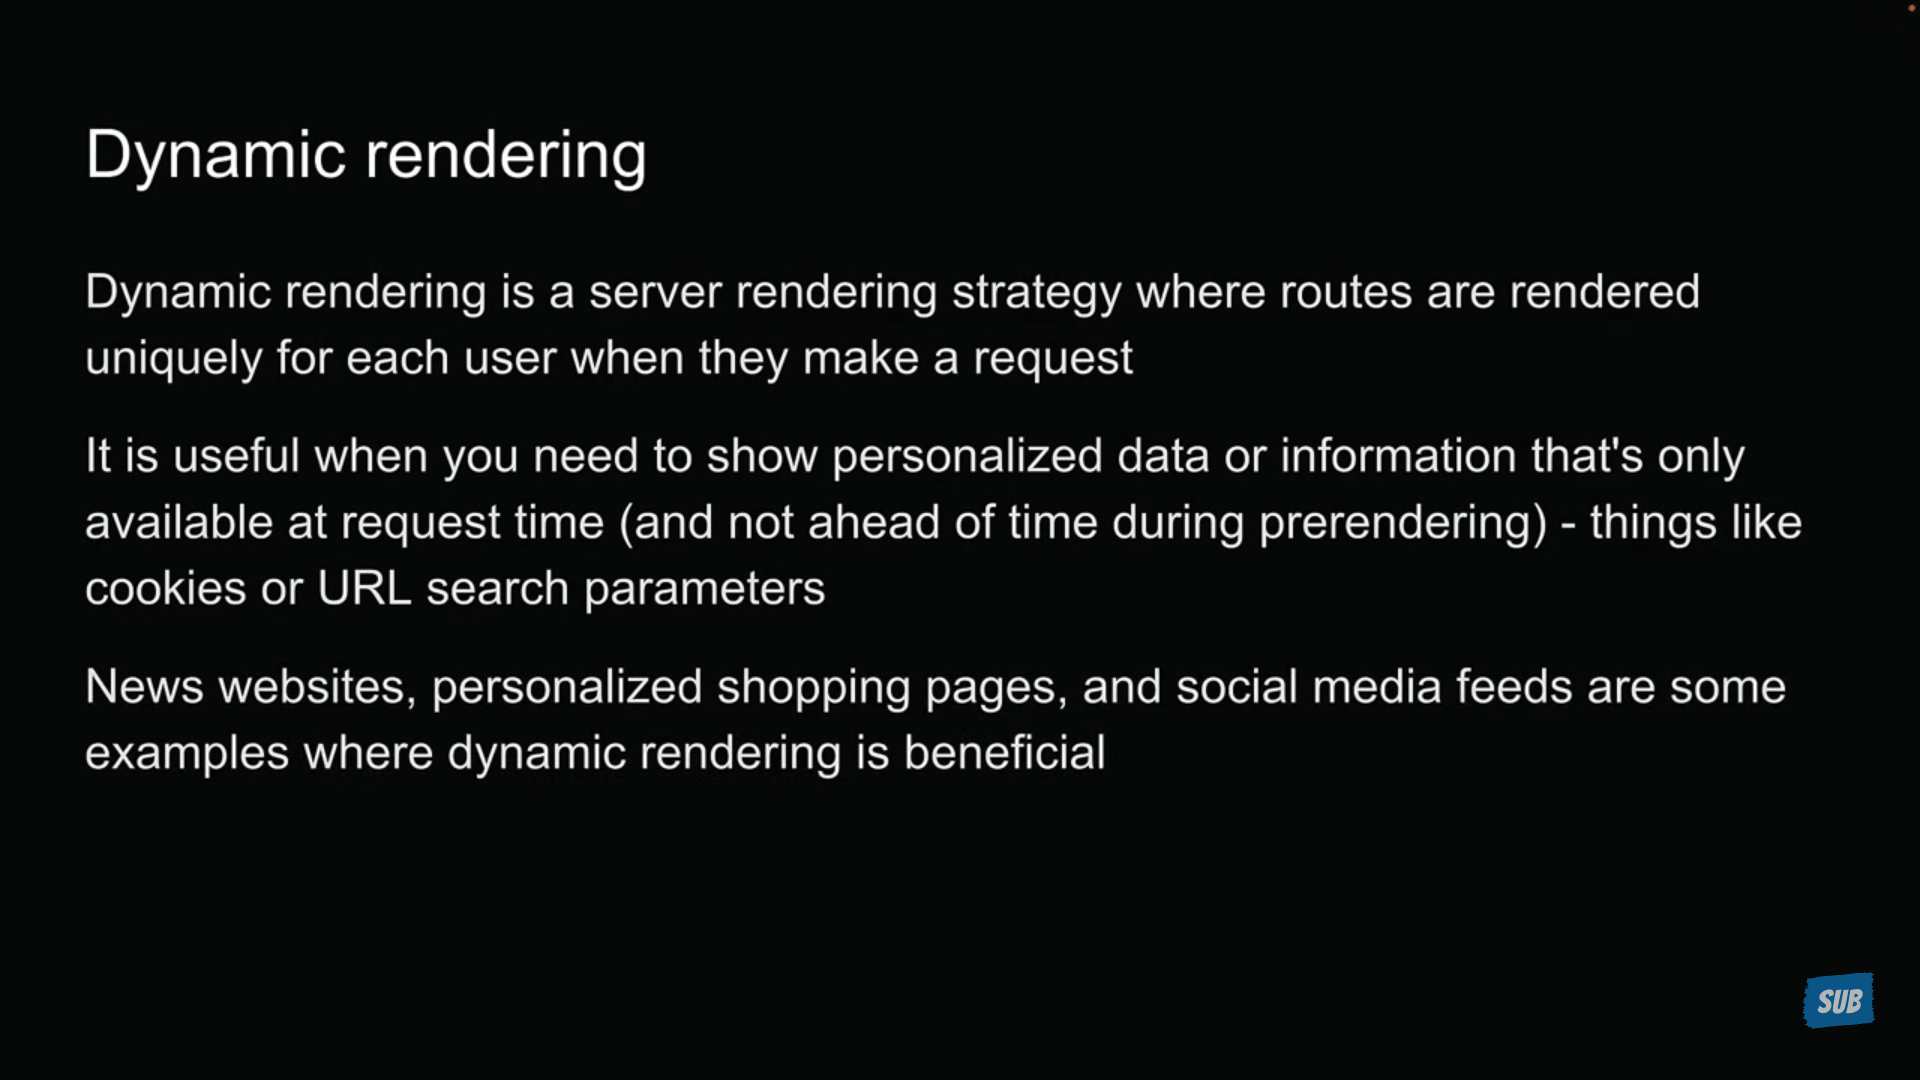 Dynamic rendering
Dynamic rendering is a server rendering strategy where routes are rendered
uniquely for each user when they make a request
It is useful when you need to show personalized data or information that's only
available at request time (and not ahead of time during prerendering) - things like
cookies or URL search parameters
News websites, personalized shopping pages, and social media feeds are some
examples where dynamic rendering is beneficial
SUB